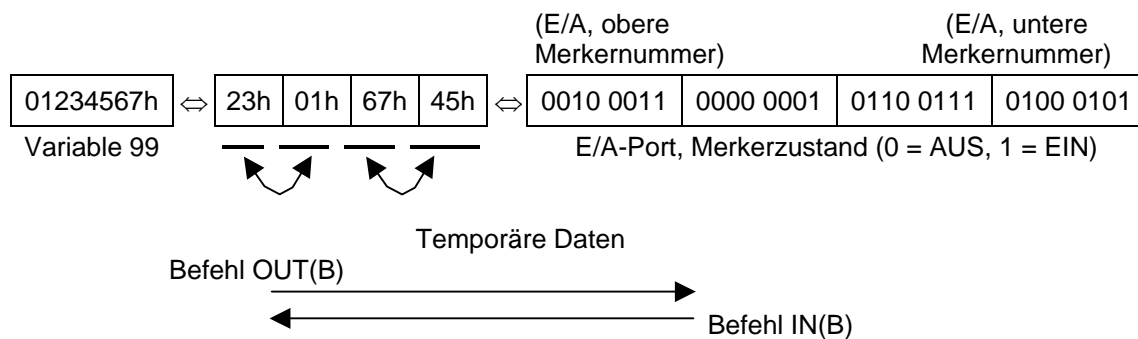 (E/A, obere Merkernummer)
(E/A, untere Merkernummer)
01234567h ⇔ 23h 01h 67h 45h ⇔ 0010 0011 0000 0001 0110 0111 0100 0101
Variable 99
E/A-Port, Merkerzustand (0 = AUS, 1 = EIN)
Temporäre Daten
Befehl OUT(B)
Befehl IN(B)